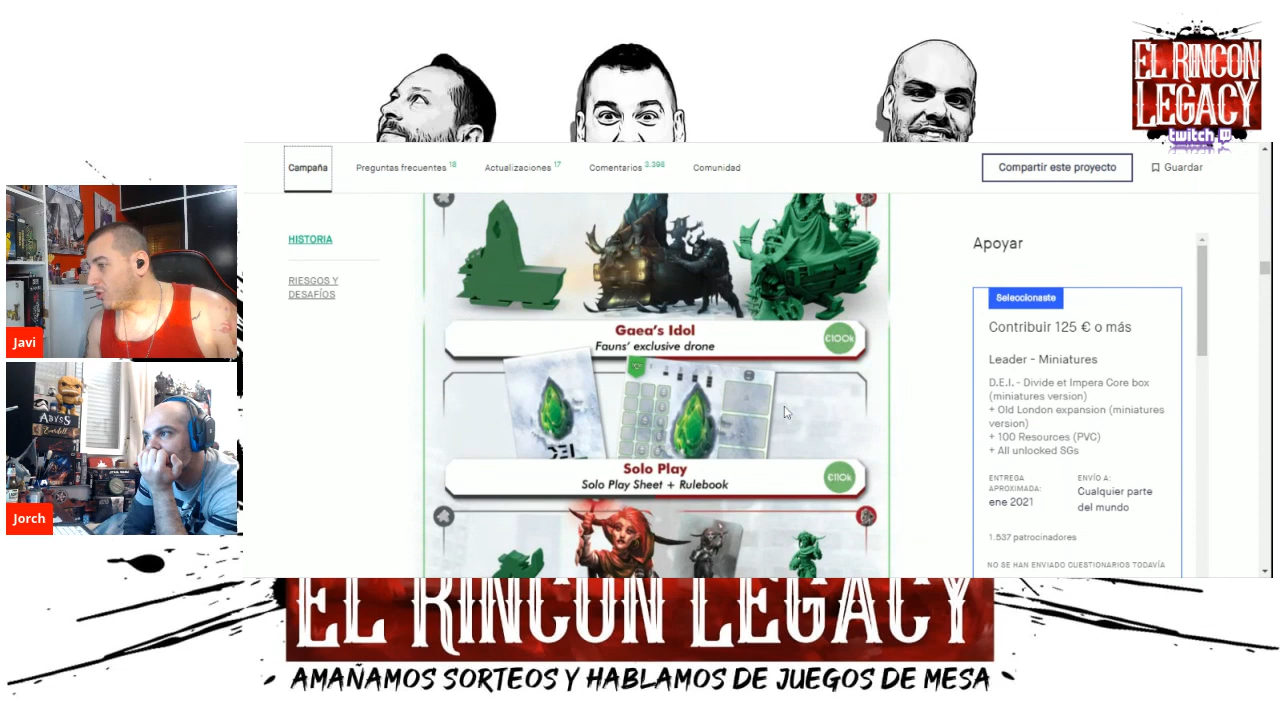 EL RINCON
LEGACY
twitch
Campaña
Preguntas frecuentes 18
Actualizaciones 17
Comentarios 3.398
Comunidad
Compartir este proyecto
Guardar
HISTORIA
RIESGOS Y
DESAFÍOS
Gaea's Idol
Fauns' exclusive drone
€100k
DEI
Solo Play
Solo Play Sheet + Rulebook
€110k
Apoyar
Seleccionaste
Contribuir 125 € o más
Leader - Miniatures
D.E.I. - Divide et Impera Core box
(miniatures version)
+ Old London expansion (miniatures
version)
+ 100 Resources (PVC)
+ All unlooked SGs
ENTREGA
APROXIMADA:
ene 2021
ENVÍO A:
Cualquier parte
del mundo
1.537 patrocinadores
NO SE HAN ENVIADO CUESTIONARIOS TODAVÍA
Javi
ABYSS
STAR WARS
Jorch
EL RINCON LEGACY
AMAÑAMOS SORTEOS Y HABLAMOS DE JUEGOS DE MESA